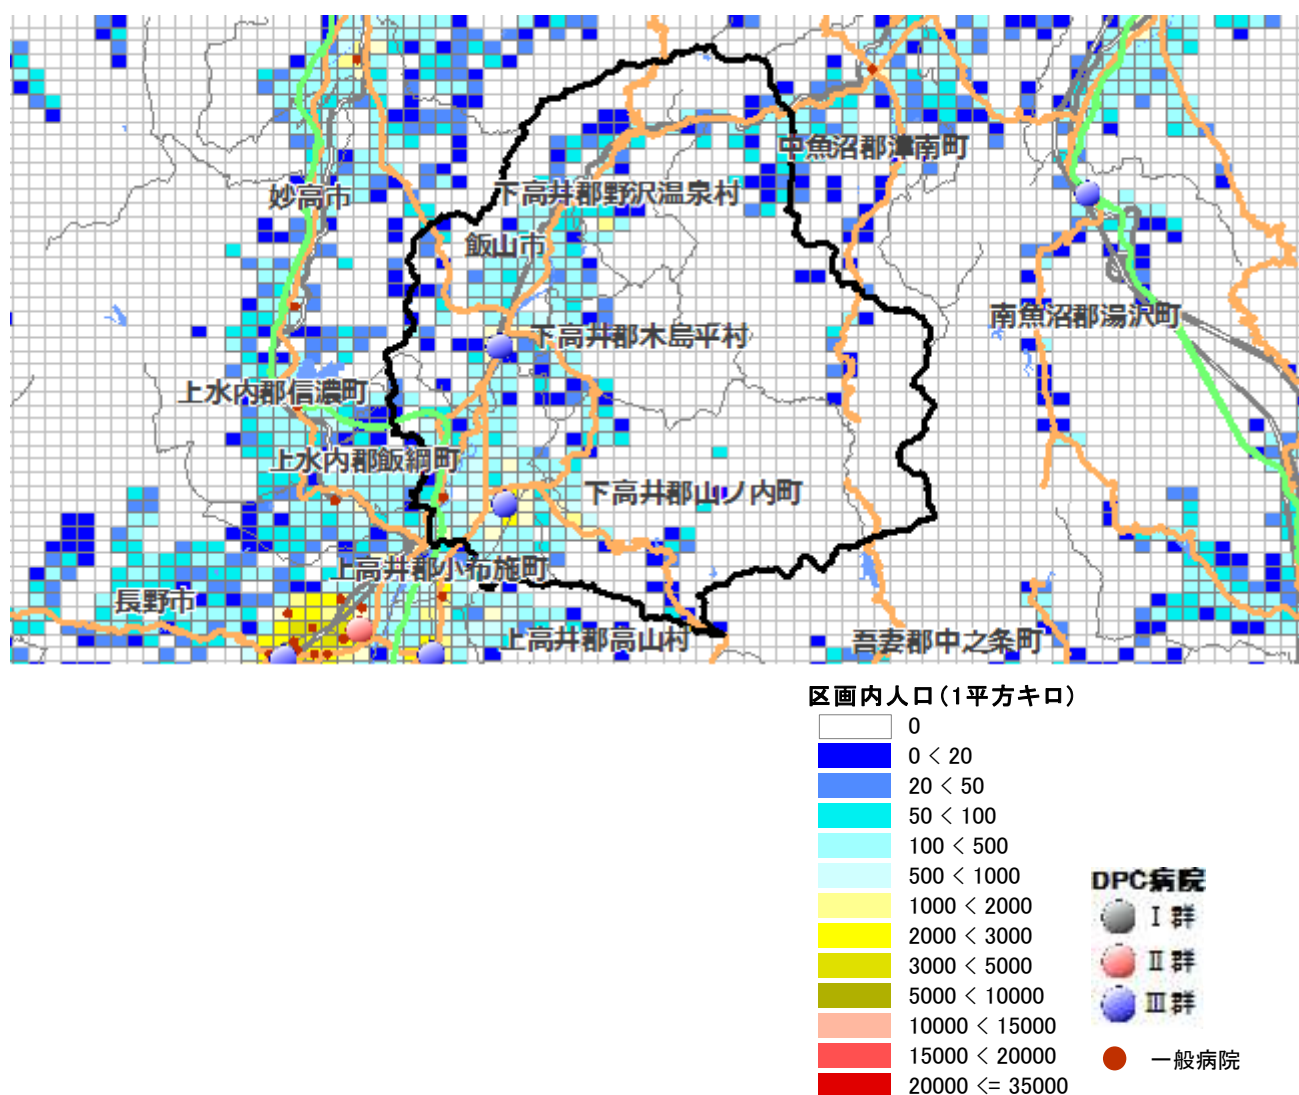 中魚沼郡津南町
妙高市
下高井郡野沢温泉村
飯山市
南魚沼郡湯沢町
下高井郡木島平村
上水内郡信濃町
上水内郡飯綱町
下高井郡山ノ内町
上高井郡小布施町
長野市
上高井郡高山村
吾妻郡中之条町
区画内人口(1平方キロ)
0
0 < 20
20 < 50
50 < 100
100 < 500
500 < 1000
1000 < 2000
2000 < 3000
3000 < 5000
5000 < 10000
10000 < 15000
15000 < 20000
20000 <= 35000
DPC病院
Ⅰ群
Ⅱ群
Ⅲ群
一般病院